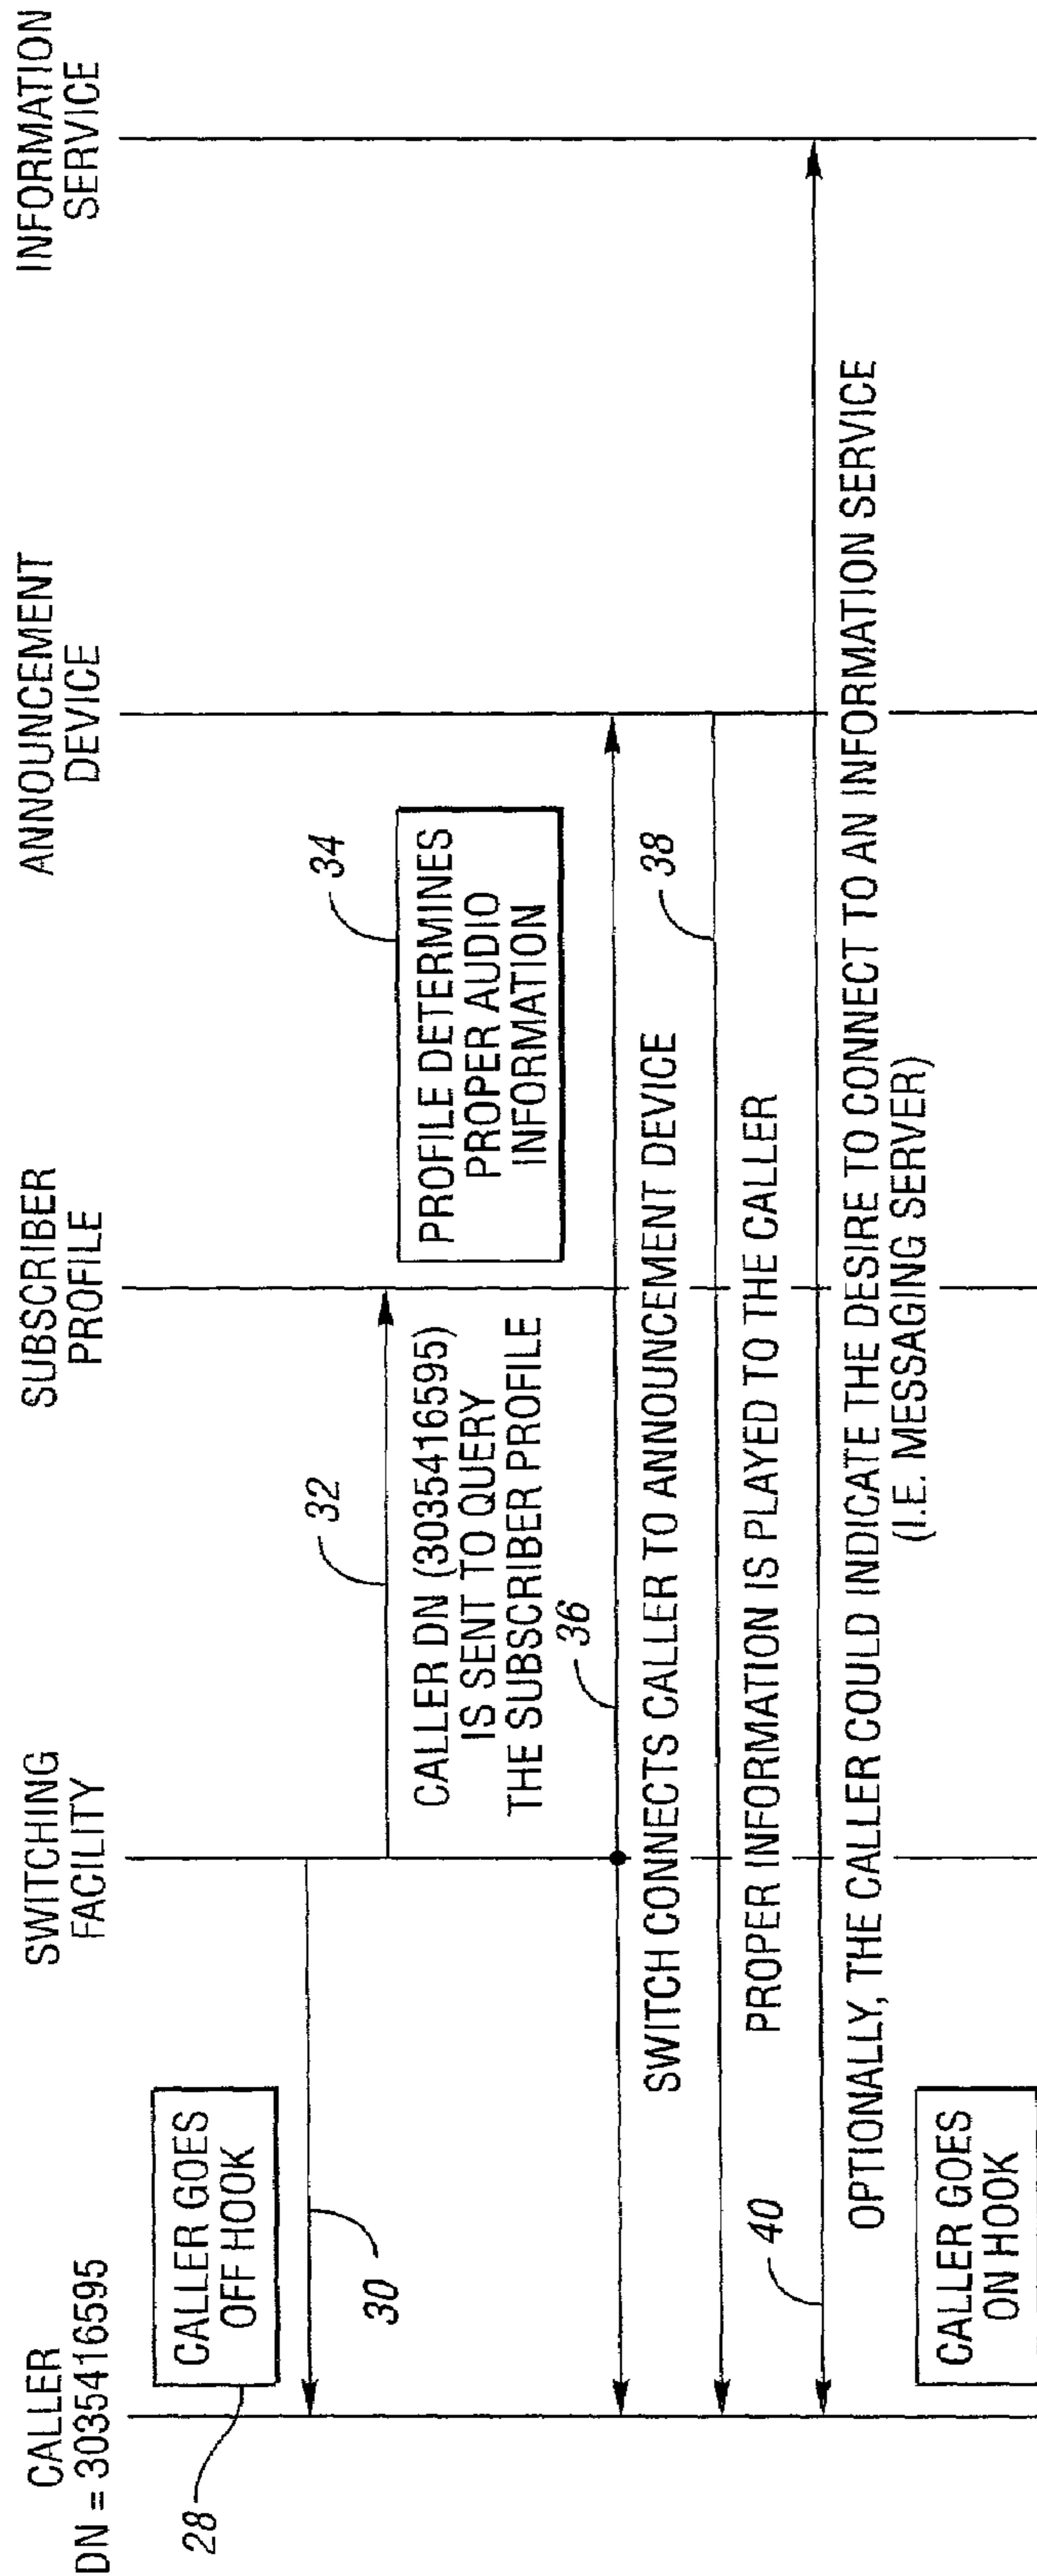 CALLER
DN = 3035416595
SWITCHING
FACILITY
SUBSCRIBER
PROFILE
ANNOUNCEMENT
DEVICE
INFORMATION
SERVICE
28
CALLER GOES
OFF HOOK
30
32
CALLER DN (3035416595)
IS SENT TO QUERY
THE SUBSCRIBER PROFILE
34
PROFILE DETERMINES
PROPER AUDIO
INFORMATION
36
SWITCH CONNECTS CALLER TO ANNOUNCEMENT DEVICE
38
PROPER INFORMATION IS PLAYED TO THE CALLER
40
OPTIONALLY, THE CALLER COULD INDICATE THE DESIRE TO CONNECT TO AN INFORMATION SERVICE
(I.E. MESSAGING SERVER)
CALLER GOES
ON HOOK